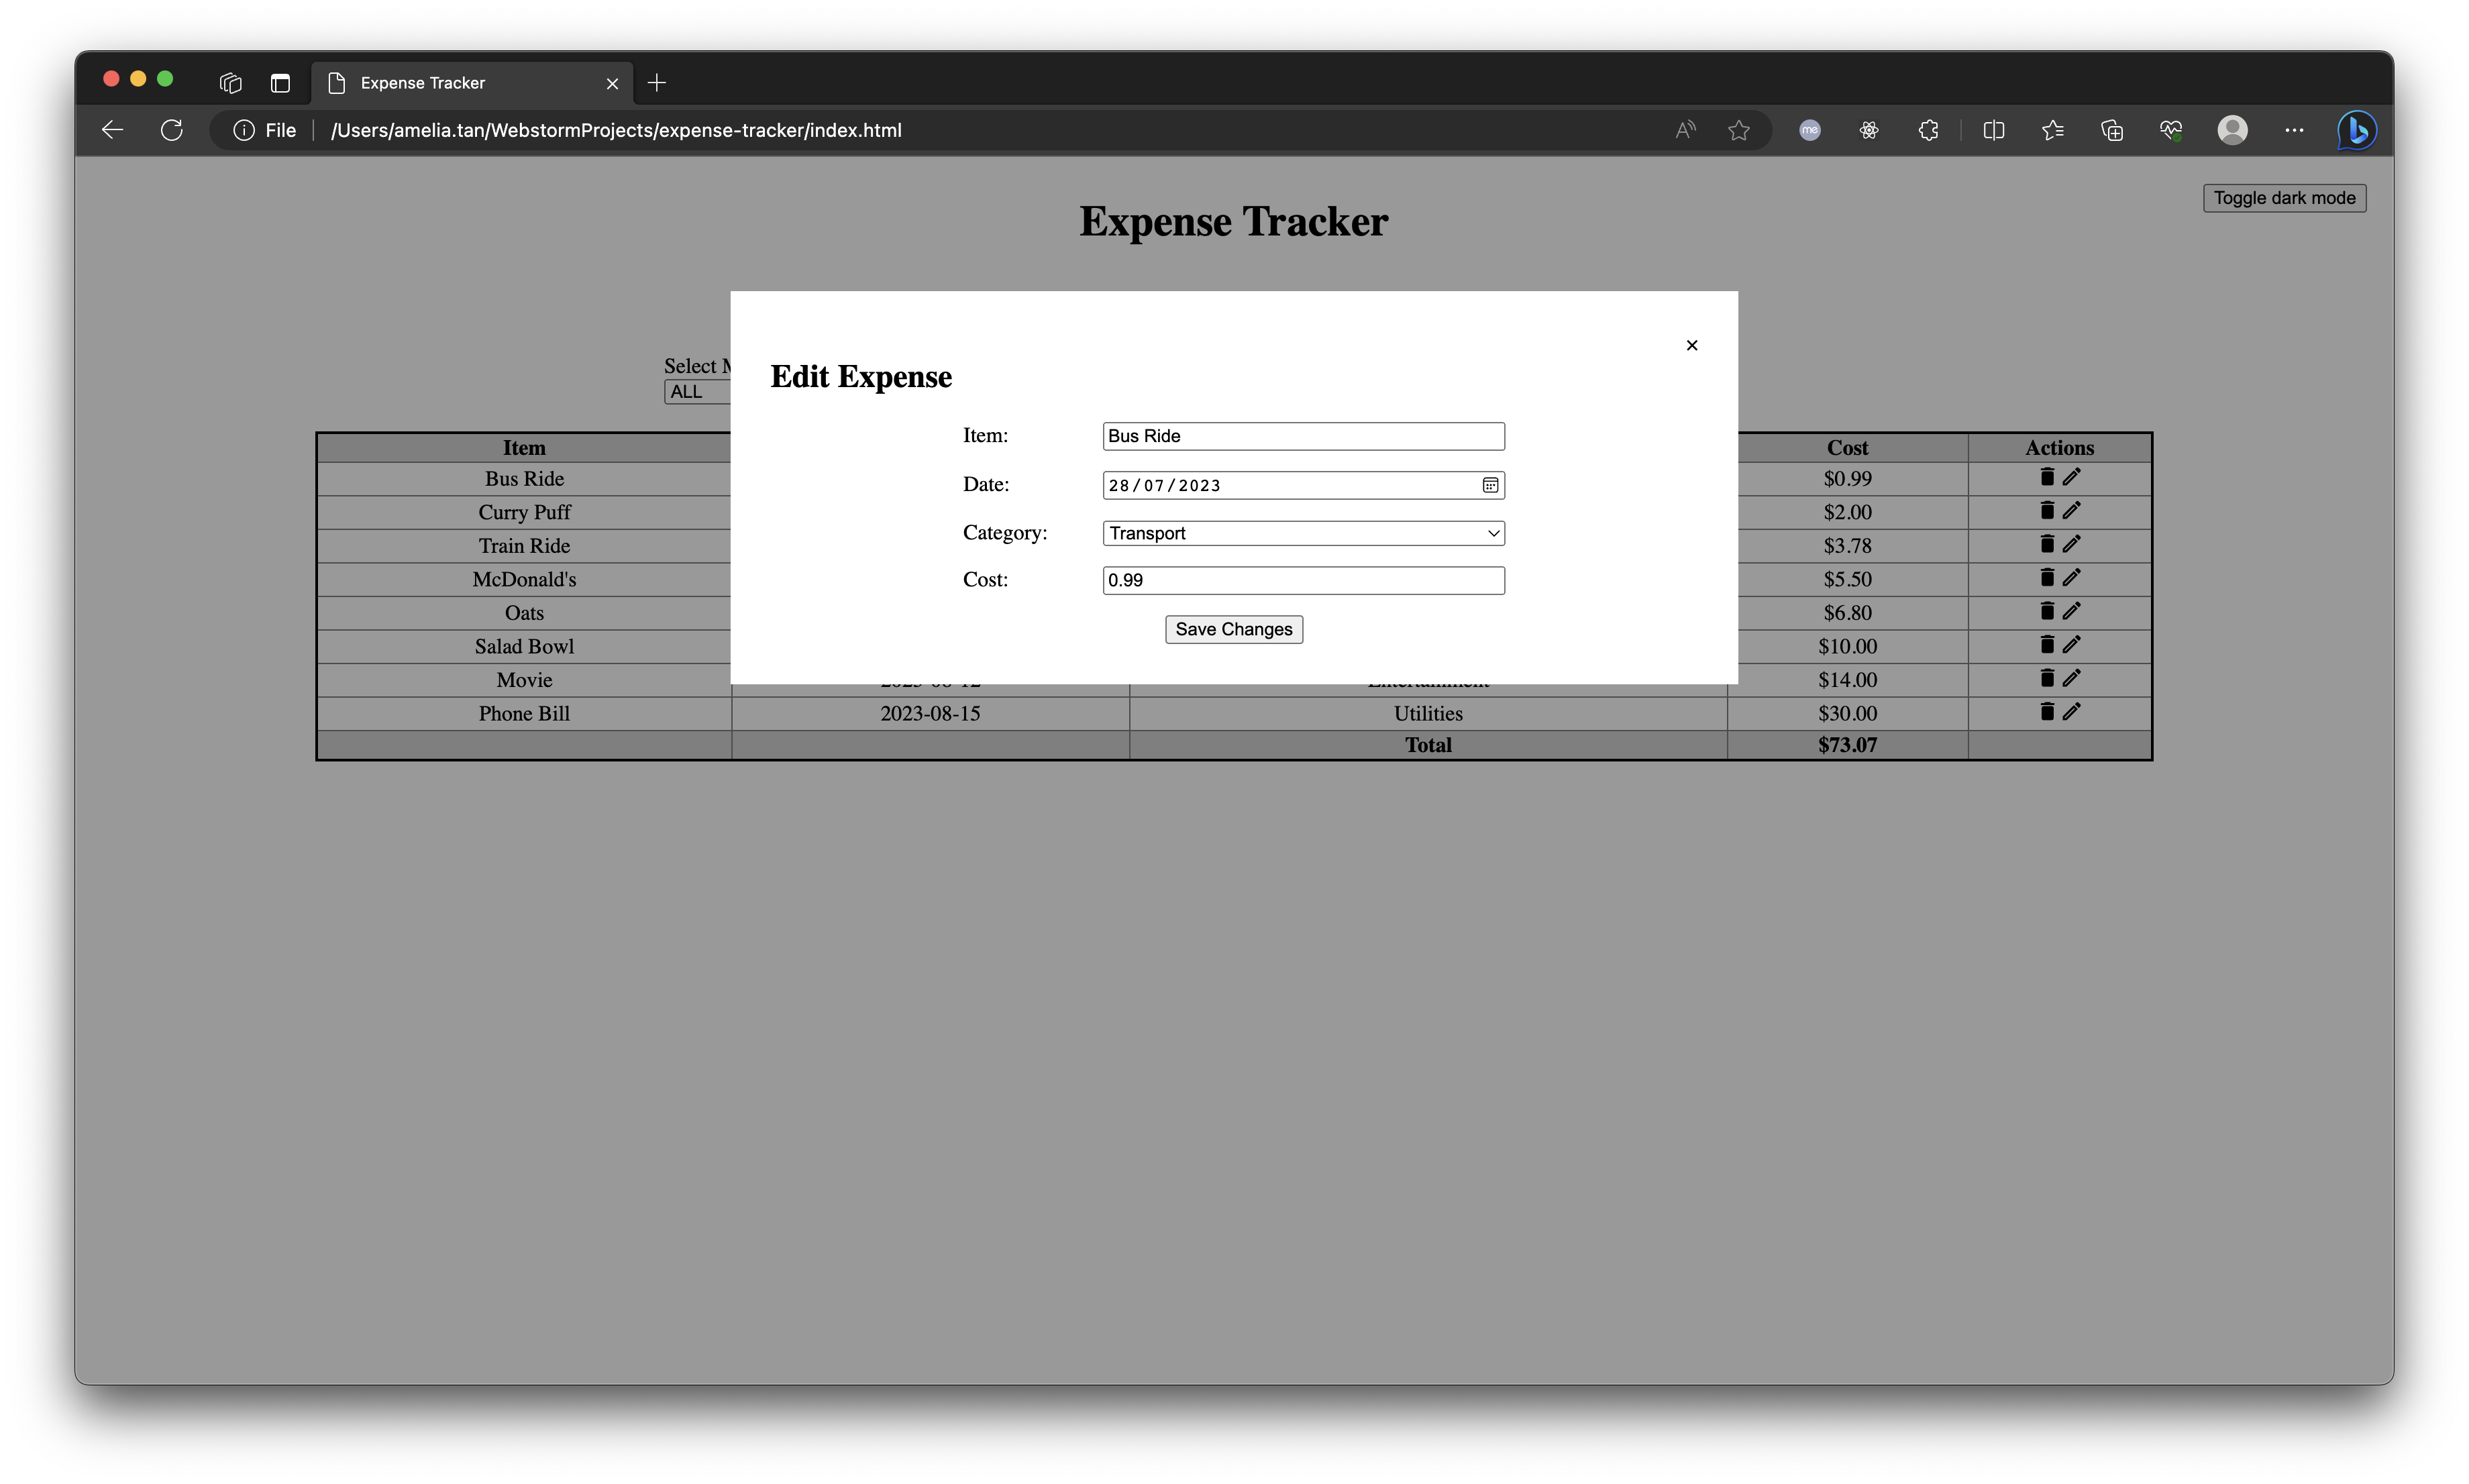 Expense Tracker
File /Users/amelia.tan/WebstormProjects/expense-tracker/index.html
me
Toggle dark mode
Expense Tracker
Select
ALL
×
Edit Expense
Item: Bus Ride
Date: 28/07/2023
Category: Transport
Cost: 0.99
Save Changes
Item Cost Actions
Bus Ride $0.99
Curry Puff $2.00
Train Ride $3.78
McDonald's $5.50
Oats $6.80
Salad Bowl $10.00
Movie $14.00
Phone Bill 2023-08-15 Utilities $30.00
Total $73.07